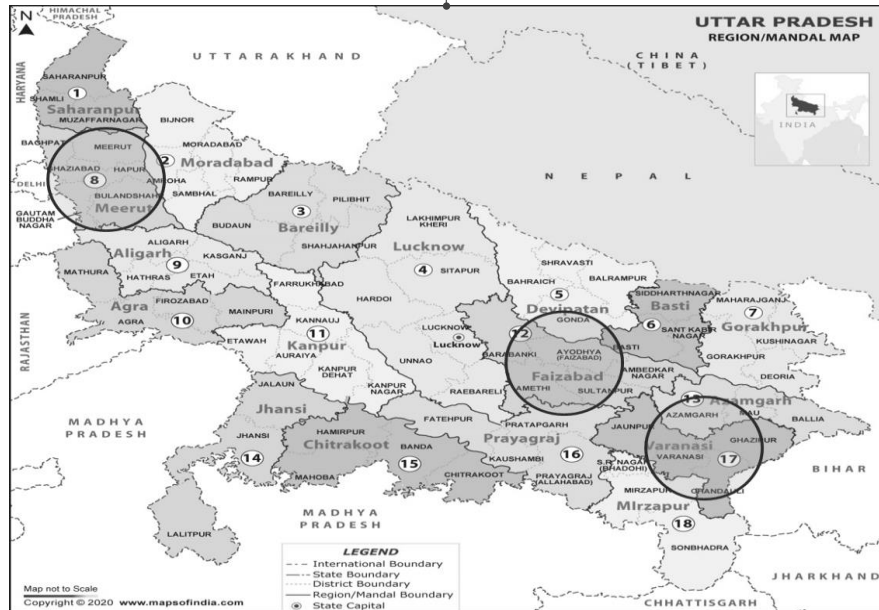 N
HIMACHAL
PRADESH
UTTAR PRADESH
REGION/MANDAL MAP
UTTARAKHAND
CHINA
(TIBET)
HARYANA
SAHARANPUR
1
SHAMLI
Saharanpur
MUZAFFARNAGAR
INDIA
BIJNOR
BAGHPAT
MEERUT
MORADABAD
2
Moradabad
GHAZIABAD
HAPUR
8
AMROHA
RAMPUR
DELHI
SAMBHAL
BULANDSHAH
Meerut
GAUTAM
BUDDHA
NAGAR
NEPAL
BAREILLY
PILIBHIT
3
BUDAUN
Bareilly
SHAHJAHANPUR
LAKHIMPUR
KHERI
Lucknow
4
SITAPUR
HARDOI
ALIGARH
Aligarh
KASGANJ
9
HATHRAS
ETAH
MATHURA
FARRUKHABAD
Agra
FIROZABAD
AGRA
10
MAINPURI
RAJASTHAN
SHRAVASTI
BAHRAICH
BALRAMPUR
5
Devipatan
GONDA
SIDDHARTHNAGAR
Basti
6
SANT KABIR
NAGAR
BASTI
MAHARAJGANJ
7
Gorakhpur
KUSHINAGAR
GORAKHPUR
DEORIA
KANNAUJ
11
Kanpur
ETAWAH
AURAIYA
KANPUR
DEHAT
KANPUR
NAGAR
LUCKNOW
Lucknow
UNNAO
RAEBARELI
12
BARABANKI
AYODHYA
(FAIZABAD)
Faizabad
AMETHI
SULTANPUR
AMBEDKAR
NAGAR
13
Azamgarh
AZAMGARH
MAU
BALLIA
JALAUN
Jhansi
JHANSI
14
LALITPUR
HAMIRPUR
Chitrakoot
BANDA
MAHOBA
15
CHITRAKOOT
FATEHPUR
PRATAPGARH
Prayagraj
KAUSHAMBI
16
PRAYAGRAJ
(ALLAHABAD)
JAUNPUR
Varanasi
GHAZIPUR
VARANASI
17
S.R. NAGAR
(BHADOHI)
CHANDAULI
MIRZAPUR
MIrzapur
18
SONBHADRA
BIHAR
MADHYA
PRADESH
MADHYA
PRADESH
JHARKHAND
CHHATTISGARH
LEGEND
International Boundary
State Boundary
District Boundary
Region/Mandal Boundary
State Capital
Map not to Scale
Copyright © 2020 www.mapsofindia.com